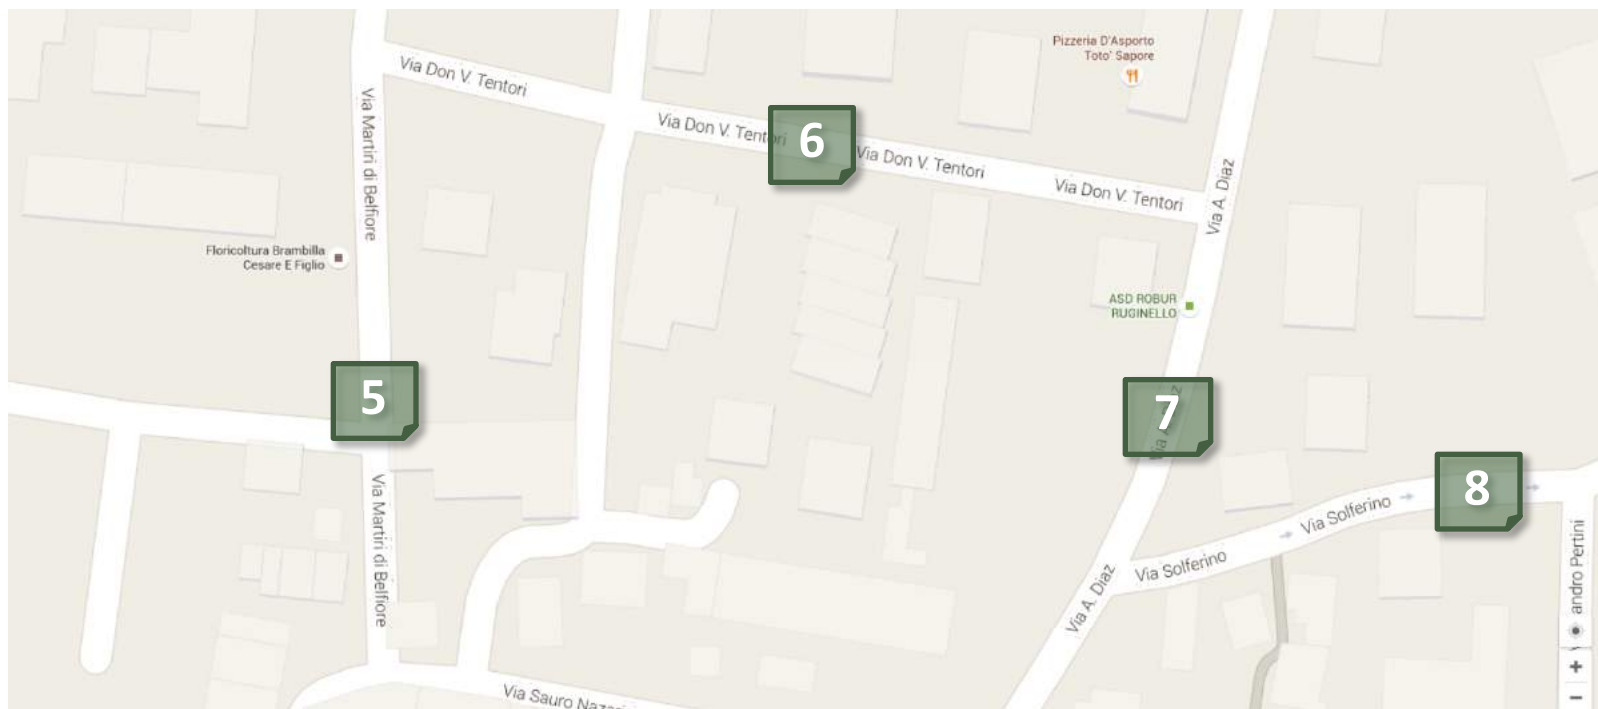 Pizzeria D'Asporto
Toto' Sapore
Via Don V. Tentori
Via Martiri di Belfiore
Via Don V. Tentori
6
Via Don V. Tentori
Via Don V. Tentori
Via A. Diaz
Floricoltura Brambilla
Cesare E Figlio
ASD ROBUR
RUGINELLO
5
7
Via A. Diaz
8
Via Solferino
Via Solferino
Via Martiri di Belfiore
Via A. Diaz
andro Pertini
+
−
Via Sauro